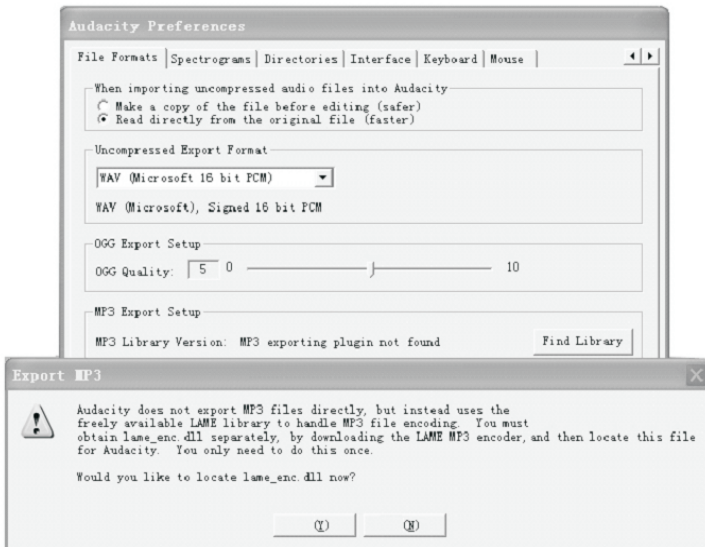 Audacity Preferences
File Formats Spectrograms Directories Interface Keyboard Mouse
When importing uncompressed audio files into Audacity
Make a copy of the file before editing (safer)
Read directly from the original file (faster)
Uncompressed Export Format
WAV (Microsoft 16 bit PCM)
WAV (Microsoft), Signed 16 bit PCM
OGG Export Setup
OGG Quality: 5 0 10
MP3 Export Setup
MP3 Library Version: MP3 exporting plugin not found Find Library
Export MP3
Audacity does not export MP3 files directly, but instead uses the
freely available LAME library to handle MP3 file encoding. You must
obtain lame_enc.dll separately, by downloading the LAME MP3 encoder, and then locate this file
for Audacity. You only need to do this once.
Would you like to locate lame_enc.dll now?
(Y) (N)